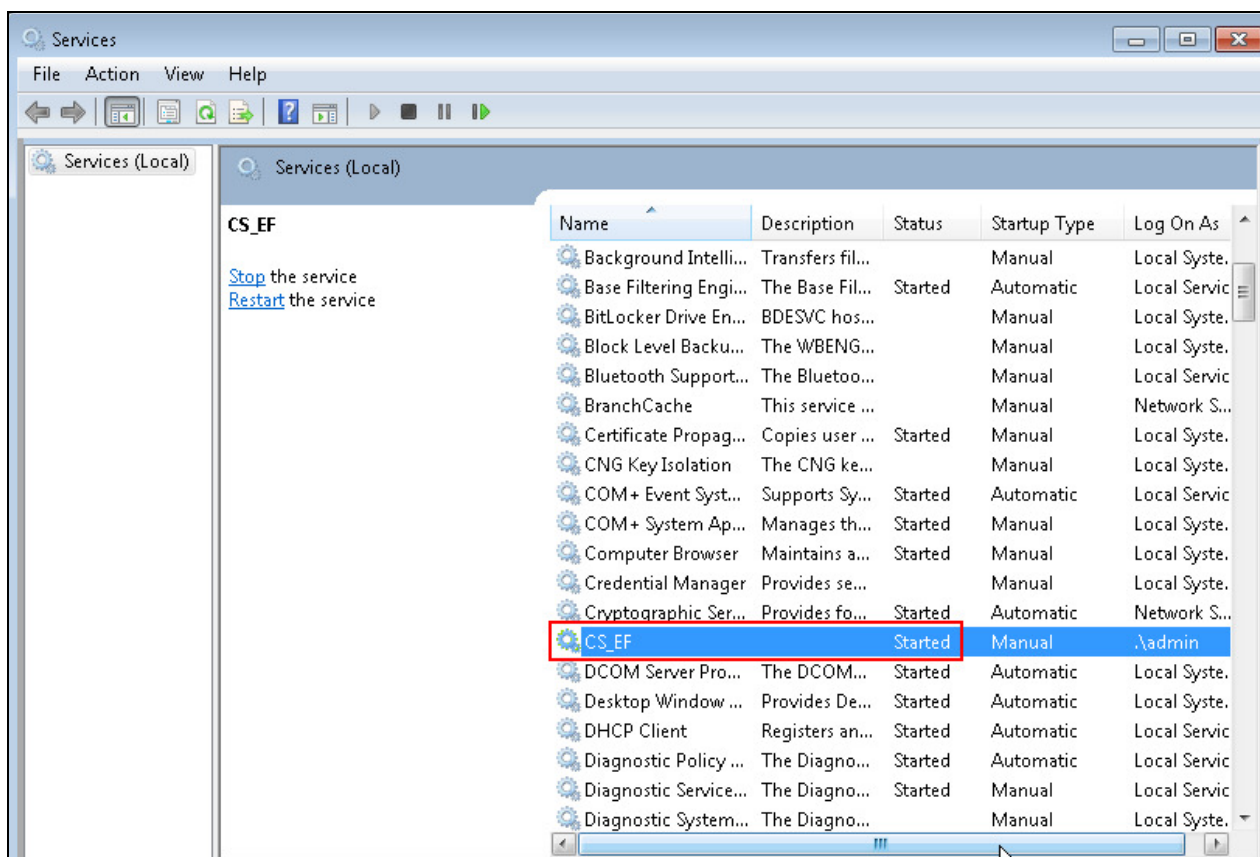 Services
File Action View Help
Services (Local)
Services (Local)
CS_EF
Stop the service
Restart the service
Name Description Status Startup Type Log On As
Background Intelli... Transfers fil... Manual Local Syste.
Base Filtering Engi... The Base Fil... Started Automatic Local Servic
BitLocker Drive En... BDESVC hos... Manual Local Syste.
Block Level Backu... The WBENG... Manual Local Syste.
Bluetooth Support... The Bluetoo... Manual Local Servic
BranchCache This service ... Manual Network S...
Certificate Propag... Copies user ... Started Manual Local Syste.
CNG Key Isolation The CNG ke... Manual Local Syste.
COM+ Event Syst... Supports Sy... Started Automatic Local Servic
COM+ System Ap... Manages th... Started Manual Local Syste.
Computer Browser Maintains a... Started Manual Local Syste.
Credential Manager Provides se... Manual Local Syste.
Cryptographic Ser... Provides fo... Started Automatic Network S...
CS_EF Started Manual .\admin
DCOM Server Pro... The DCOM... Started Automatic Local Syste.
Desktop Window ... Provides De... Started Automatic Local Syste.
DHCP Client Registers an... Started Automatic Local Servic
Diagnostic Policy ... The Diagno... Started Automatic Local Servic
Diagnostic Service... The Diagno... Started Manual Local Servic
Diagnostic System... The Diagno... Manual Local Syste.